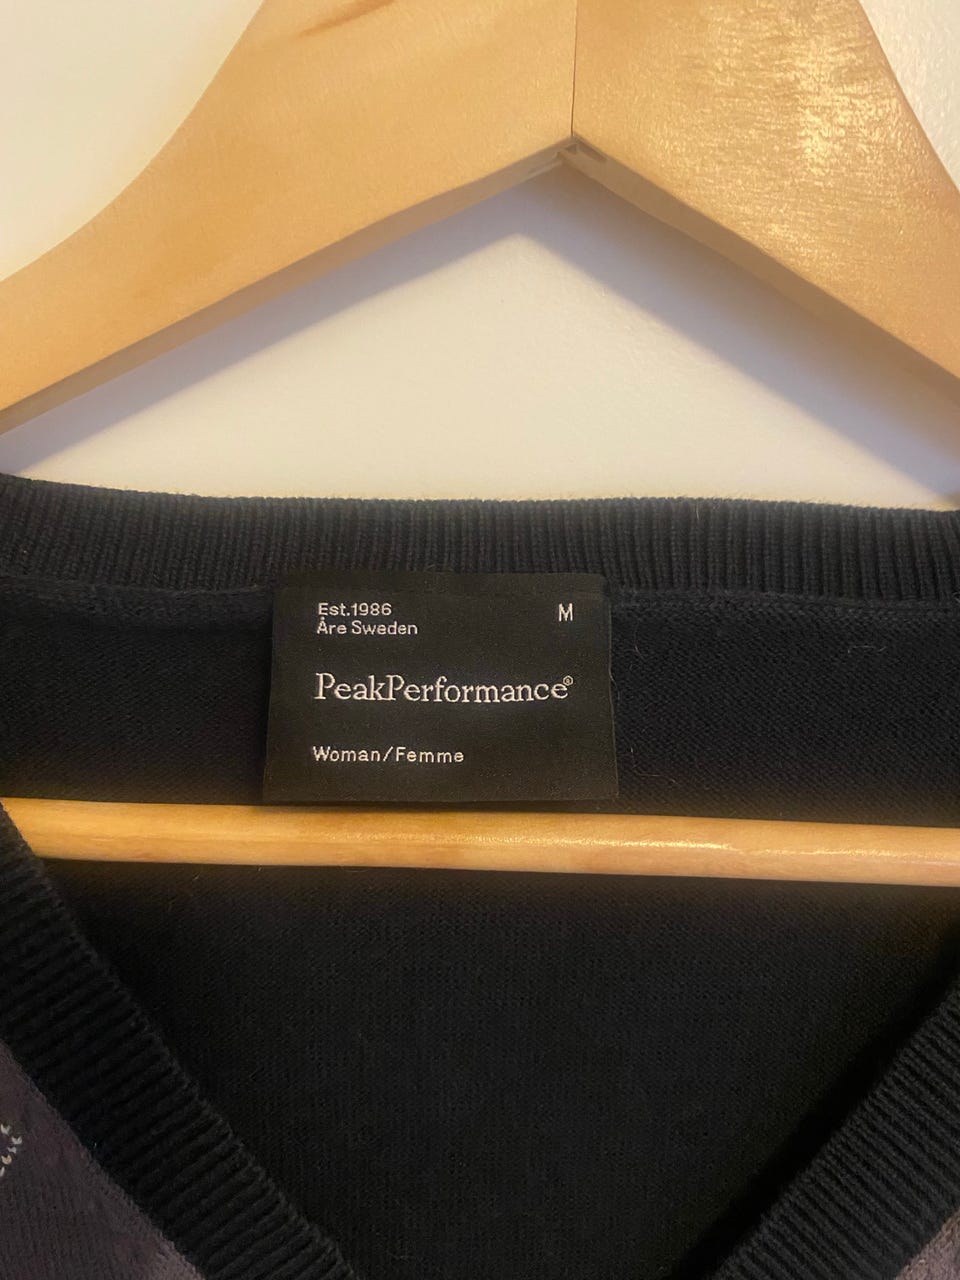 Est.1986
Åre Sweden
M
PeakPerformance®
Woman/Femme